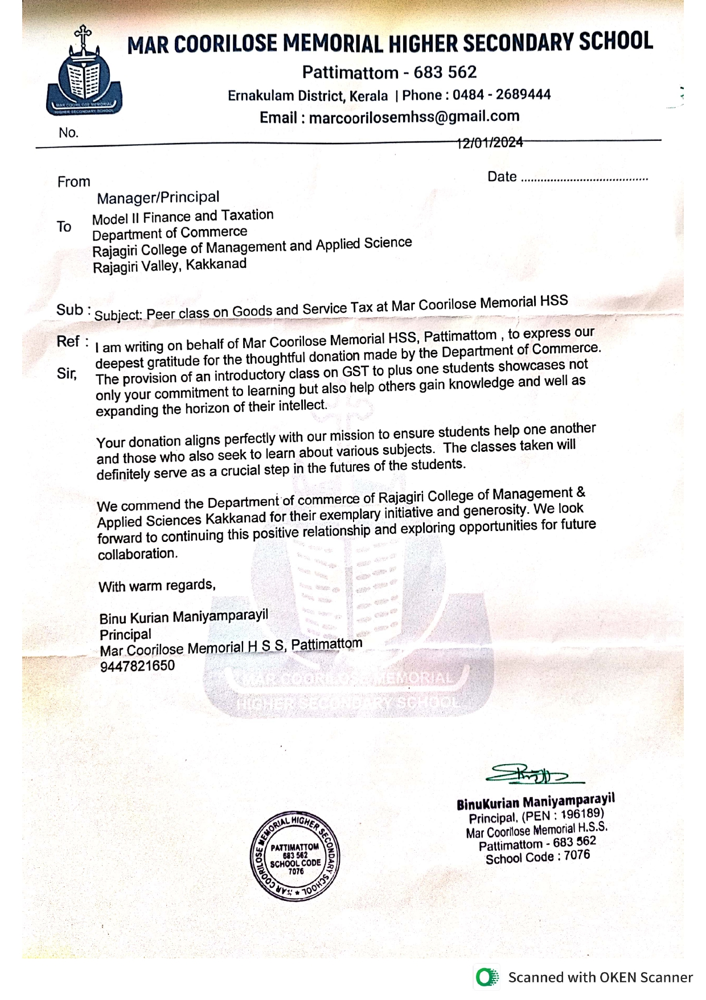 MAR COORILOSE MEMORIAL HIGHER SECONDARY SCHOOL
Pattimattom - 683 562
Ernakulam District, Kerala | Phone : 0484 - 2689444
Email : marcoorilosemhss@gmail.com
MAR COORILOSE MEMORIAL
HIGHER SECONDARY SCHOOL
No.
12/01/2024
Date ........................................
From
Manager/Principal
To
Model II Finance and Taxation
Department of Commerce
Rajagiri College of Management and Applied Science
Rajagiri Valley, Kakkanad
Sub : Subject: Peer class on Goods and Service Tax at Mar Coorilose Memorial HSS
Ref : I am writing on behalf of Mar Coorilose Memorial HSS, Pattimattom , to express our
deepest gratitude for the thoughtful donation made by the Department of Commerce.
Sir, The provision of an introductory class on GST to plus one students showcases not
only your commitment to learning but also help others gain knowledge and well as
expanding the horizon of their intellect.
Your donation aligns perfectly with our mission to ensure students help one another
and those who also seek to learn about various subjects. The classes taken will
definitely serve as a crucial step in the futures of the students.
We commend the Department of commerce of Rajagiri College of Management &
Applied Sciences Kakkanad for their exemplary initiative and generosity. We look
forward to continuing this positive relationship and exploring opportunities for future
collaboration.
With warm regards,
Binu Kurian Maniyamparayil
Principal
Mar Coorilose Memorial H S S, Pattimattom
9447821650
MAR COORILOSE MEMORIAL
HIGHER SECONDARY SCHOOL
BinuKurian Maniyamparayil
Principal, (PEN : 196189)
Mar Coorilose Memorial H.S.S.
Pattimattom - 683 562
School Code : 7076
MAR COORILOSE MEMORIAL HIGHER SECONDARY SCHOOL ★
PATTIMATTOM
683 562
SCHOOL CODE
7076
Scanned with OKEN Scanner